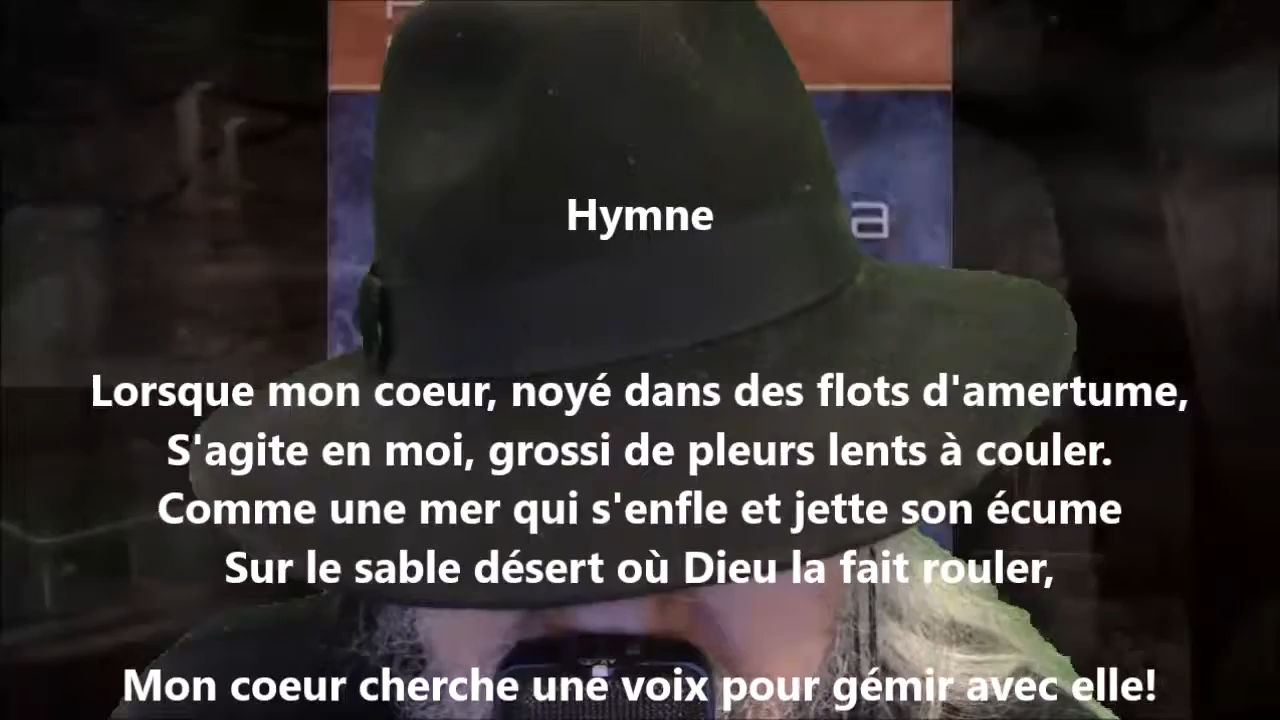 a
Hymne
Lorsque mon coeur, noyé dans des flots d'amertume,
S'agite en moi, grossi de pleurs lents à couler.
Comme une mer qui s'enfle et jette son écume
Sur le sable désert où Dieu la fait rouler,
Mon coeur cherche une voix pour gémir avec elle!